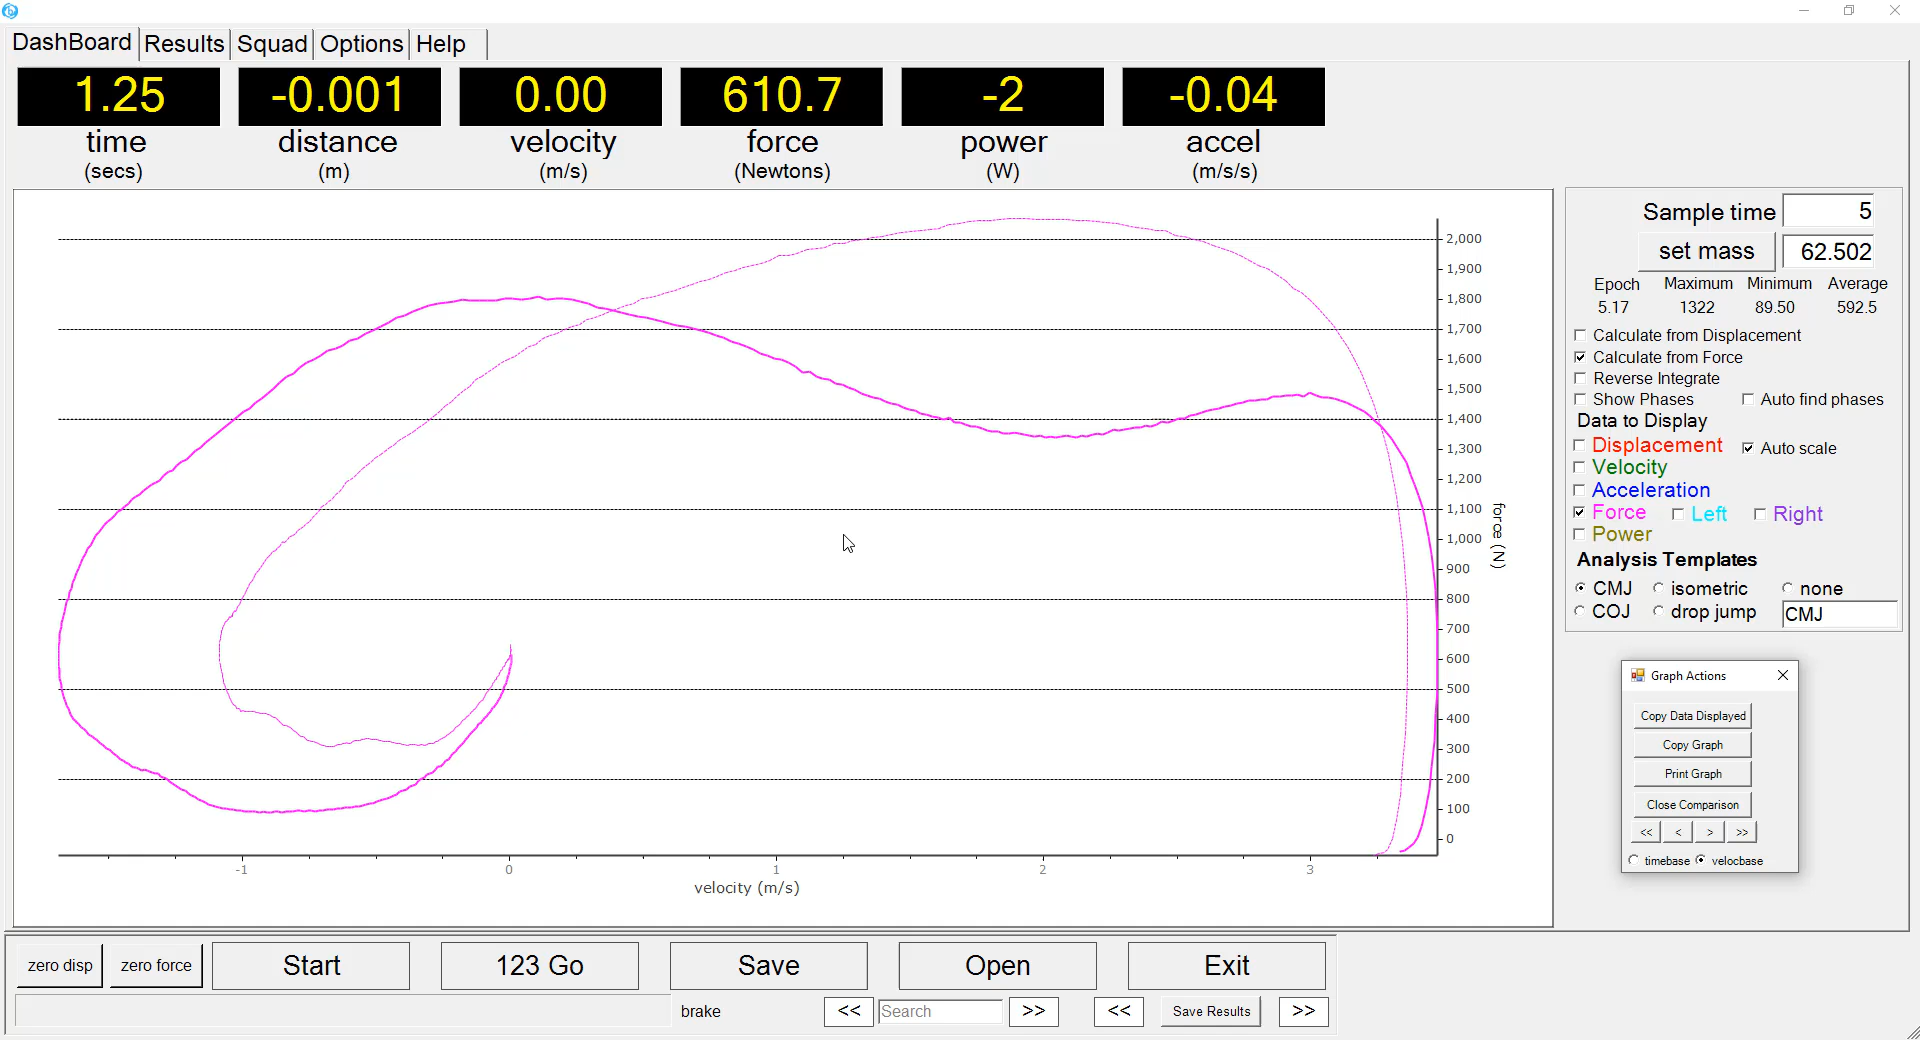 DashBoard Results Squad Options Help
1.25 -0.001 0.00 610.7 -2 -0.04
time distance velocity force power accel
(secs) (m) (m/s) (Newtons) (W) (m/s/s)
Sample time 5
set mass 62.502
Epoch Maximum Minimum Average
5.17 1322 89.50 592.5
Calculate from Displacement
Calculate from Force
Reverse Integrate
Show Phases Auto find phases
Data to Display
Displacement Auto scale
Velocity
Acceleration
Force Left Right
Power
Analysis Templates
CMJ isometric none
COJ drop jump CMJ
2,000
1,900
1,800
1,700
1,600
1,500
1,400
1,300
1,200
1,100
1,000
900
800
700
600
500
400
300
200
100
0
force (N)
-1 0 1 2 3
velocity (m/s)
Graph Actions
Copy Data Displayed
Copy Graph
Print Graph
Close Comparison
<< < > >>
timebase velocbase
zero disp zero force Start 123 Go Save Open Exit
brake << Search >> << Save Results >>